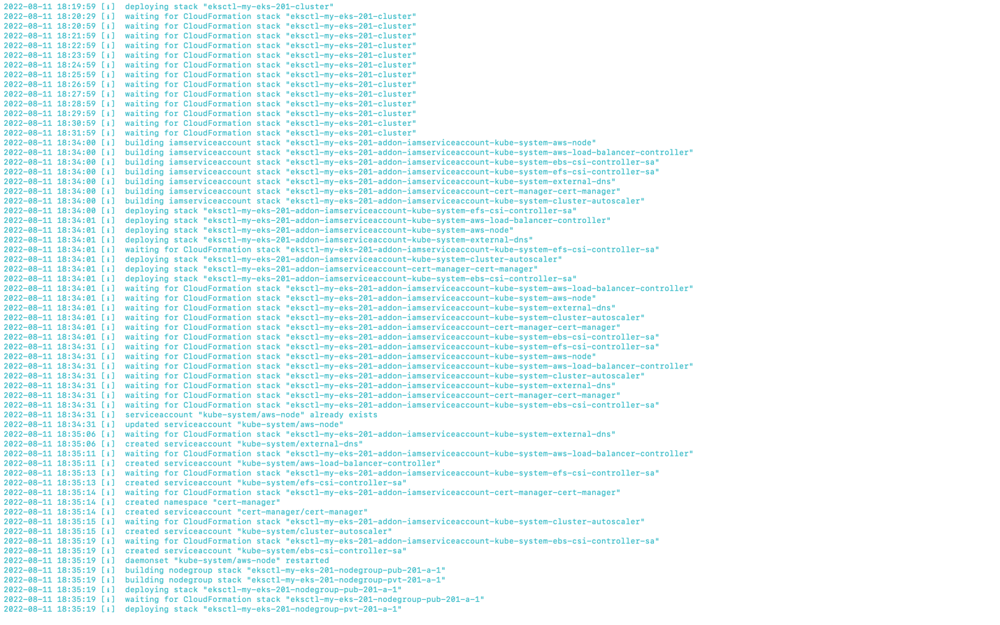 2022-08-11 18:19:59 [ℹ]  deploying stack "eksctl-my-eks-201-cluster"
2022-08-11 18:20:29 [ℹ]  waiting for CloudFormation stack "eksctl-my-eks-201-cluster"
2022-08-11 18:20:59 [ℹ]  waiting for CloudFormation stack "eksctl-my-eks-201-cluster"
2022-08-11 18:21:59 [ℹ]  waiting for CloudFormation stack "eksctl-my-eks-201-cluster"
2022-08-11 18:22:59 [ℹ]  waiting for CloudFormation stack "eksctl-my-eks-201-cluster"
2022-08-11 18:23:59 [ℹ]  waiting for CloudFormation stack "eksctl-my-eks-201-cluster"
2022-08-11 18:24:59 [ℹ]  waiting for CloudFormation stack "eksctl-my-eks-201-cluster"
2022-08-11 18:25:59 [ℹ]  waiting for CloudFormation stack "eksctl-my-eks-201-cluster"
2022-08-11 18:26:59 [ℹ]  waiting for CloudFormation stack "eksctl-my-eks-201-cluster"
2022-08-11 18:27:59 [ℹ]  waiting for CloudFormation stack "eksctl-my-eks-201-cluster"
2022-08-11 18:28:59 [ℹ]  waiting for CloudFormation stack "eksctl-my-eks-201-cluster"
2022-08-11 18:29:59 [ℹ]  waiting for CloudFormation stack "eksctl-my-eks-201-cluster"
2022-08-11 18:30:59 [ℹ]  waiting for CloudFormation stack "eksctl-my-eks-201-cluster"
2022-08-11 18:31:59 [ℹ]  waiting for CloudFormation stack "eksctl-my-eks-201-cluster"
2022-08-11 18:34:00 [ℹ]  building iamserviceaccount stack "eksctl-my-eks-201-addon-iamserviceaccount-kube-system-aws-node"
2022-08-11 18:34:00 [ℹ]  building iamserviceaccount stack "eksctl-my-eks-201-addon-iamserviceaccount-kube-system-aws-load-balancer-controller"
2022-08-11 18:34:00 [ℹ]  building iamserviceaccount stack "eksctl-my-eks-201-addon-iamserviceaccount-kube-system-ebs-csi-controller-sa"
2022-08-11 18:34:00 [ℹ]  building iamserviceaccount stack "eksctl-my-eks-201-addon-iamserviceaccount-kube-system-efs-csi-controller-sa"
2022-08-11 18:34:00 [ℹ]  building iamserviceaccount stack "eksctl-my-eks-201-addon-iamserviceaccount-kube-system-external-dns"
2022-08-11 18:34:00 [ℹ]  building iamserviceaccount stack "eksctl-my-eks-201-addon-iamserviceaccount-cert-manager-cert-manager"
2022-08-11 18:34:00 [ℹ]  building iamserviceaccount stack "eksctl-my-eks-201-addon-iamserviceaccount-kube-system-cluster-autoscaler"
2022-08-11 18:34:00 [ℹ]  deploying stack "eksctl-my-eks-201-addon-iamserviceaccount-kube-system-efs-csi-controller-sa"
2022-08-11 18:34:01 [ℹ]  deploying stack "eksctl-my-eks-201-addon-iamserviceaccount-kube-system-aws-load-balancer-controller"
2022-08-11 18:34:01 [ℹ]  deploying stack "eksctl-my-eks-201-addon-iamserviceaccount-kube-system-aws-node"
2022-08-11 18:34:01 [ℹ]  deploying stack "eksctl-my-eks-201-addon-iamserviceaccount-kube-system-external-dns"
2022-08-11 18:34:01 [ℹ]  waiting for CloudFormation stack "eksctl-my-eks-201-addon-iamserviceaccount-kube-system-efs-csi-controller-sa"
2022-08-11 18:34:01 [ℹ]  deploying stack "eksctl-my-eks-201-addon-iamserviceaccount-kube-system-cluster-autoscaler"
2022-08-11 18:34:01 [ℹ]  deploying stack "eksctl-my-eks-201-addon-iamserviceaccount-cert-manager-cert-manager"
2022-08-11 18:34:01 [ℹ]  deploying stack "eksctl-my-eks-201-addon-iamserviceaccount-kube-system-ebs-csi-controller-sa"
2022-08-11 18:34:01 [ℹ]  waiting for CloudFormation stack "eksctl-my-eks-201-addon-iamserviceaccount-kube-system-aws-load-balancer-controller"
2022-08-11 18:34:01 [ℹ]  waiting for CloudFormation stack "eksctl-my-eks-201-addon-iamserviceaccount-kube-system-aws-node"
2022-08-11 18:34:01 [ℹ]  waiting for CloudFormation stack "eksctl-my-eks-201-addon-iamserviceaccount-kube-system-external-dns"
2022-08-11 18:34:01 [ℹ]  waiting for CloudFormation stack "eksctl-my-eks-201-addon-iamserviceaccount-kube-system-cluster-autoscaler"
2022-08-11 18:34:01 [ℹ]  waiting for CloudFormation stack "eksctl-my-eks-201-addon-iamserviceaccount-cert-manager-cert-manager"
2022-08-11 18:34:01 [ℹ]  waiting for CloudFormation stack "eksctl-my-eks-201-addon-iamserviceaccount-kube-system-ebs-csi-controller-sa"
2022-08-11 18:34:31 [ℹ]  waiting for CloudFormation stack "eksctl-my-eks-201-addon-iamserviceaccount-kube-system-efs-csi-controller-sa"
2022-08-11 18:34:31 [ℹ]  waiting for CloudFormation stack "eksctl-my-eks-201-addon-iamserviceaccount-kube-system-aws-node"
2022-08-11 18:34:31 [ℹ]  waiting for CloudFormation stack "eksctl-my-eks-201-addon-iamserviceaccount-kube-system-aws-load-balancer-controller"
2022-08-11 18:34:31 [ℹ]  waiting for CloudFormation stack "eksctl-my-eks-201-addon-iamserviceaccount-kube-system-cluster-autoscaler"
2022-08-11 18:34:31 [ℹ]  waiting for CloudFormation stack "eksctl-my-eks-201-addon-iamserviceaccount-kube-system-external-dns"
2022-08-11 18:34:31 [ℹ]  waiting for CloudFormation stack "eksctl-my-eks-201-addon-iamserviceaccount-cert-manager-cert-manager"
2022-08-11 18:34:31 [ℹ]  waiting for CloudFormation stack "eksctl-my-eks-201-addon-iamserviceaccount-kube-system-ebs-csi-controller-sa"
2022-08-11 18:34:31 [ℹ]  serviceaccount "kube-system/aws-node" already exists
2022-08-11 18:34:31 [ℹ]  updated serviceaccount "kube-system/aws-node"
2022-08-11 18:35:06 [ℹ]  waiting for CloudFormation stack "eksctl-my-eks-201-addon-iamserviceaccount-kube-system-external-dns"
2022-08-11 18:35:06 [ℹ]  created serviceaccount "kube-system/external-dns"
2022-08-11 18:35:11 [ℹ]  waiting for CloudFormation stack "eksctl-my-eks-201-addon-iamserviceaccount-kube-system-aws-load-balancer-controller"
2022-08-11 18:35:11 [ℹ]  created serviceaccount "kube-system/aws-load-balancer-controller"
2022-08-11 18:35:13 [ℹ]  waiting for CloudFormation stack "eksctl-my-eks-201-addon-iamserviceaccount-kube-system-efs-csi-controller-sa"
2022-08-11 18:35:13 [ℹ]  created serviceaccount "kube-system/efs-csi-controller-sa"
2022-08-11 18:35:14 [ℹ]  waiting for CloudFormation stack "eksctl-my-eks-201-addon-iamserviceaccount-cert-manager-cert-manager"
2022-08-11 18:35:14 [ℹ]  created namespace "cert-manager"
2022-08-11 18:35:14 [ℹ]  created serviceaccount "cert-manager/cert-manager"
2022-08-11 18:35:15 [ℹ]  waiting for CloudFormation stack "eksctl-my-eks-201-addon-iamserviceaccount-kube-system-cluster-autoscaler"
2022-08-11 18:35:15 [ℹ]  created serviceaccount "kube-system/cluster-autoscaler"
2022-08-11 18:35:19 [ℹ]  waiting for CloudFormation stack "eksctl-my-eks-201-addon-iamserviceaccount-kube-system-ebs-csi-controller-sa"
2022-08-11 18:35:19 [ℹ]  created serviceaccount "kube-system/ebs-csi-controller-sa"
2022-08-11 18:35:19 [ℹ]  daemonset "kube-system/aws-node" restarted
2022-08-11 18:35:19 [ℹ]  building nodegroup stack "eksctl-my-eks-201-nodegroup-pub-201-a-1"
2022-08-11 18:35:19 [ℹ]  building nodegroup stack "eksctl-my-eks-201-nodegroup-pvt-201-a-1"
2022-08-11 18:35:19 [ℹ]  deploying stack "eksctl-my-eks-201-nodegroup-pub-201-a-1"
2022-08-11 18:35:19 [ℹ]  waiting for CloudFormation stack "eksctl-my-eks-201-nodegroup-pub-201-a-1"
2022-08-11 18:35:19 [ℹ]  deploying stack "eksctl-my-eks-201-nodegroup-pvt-201-a-1"